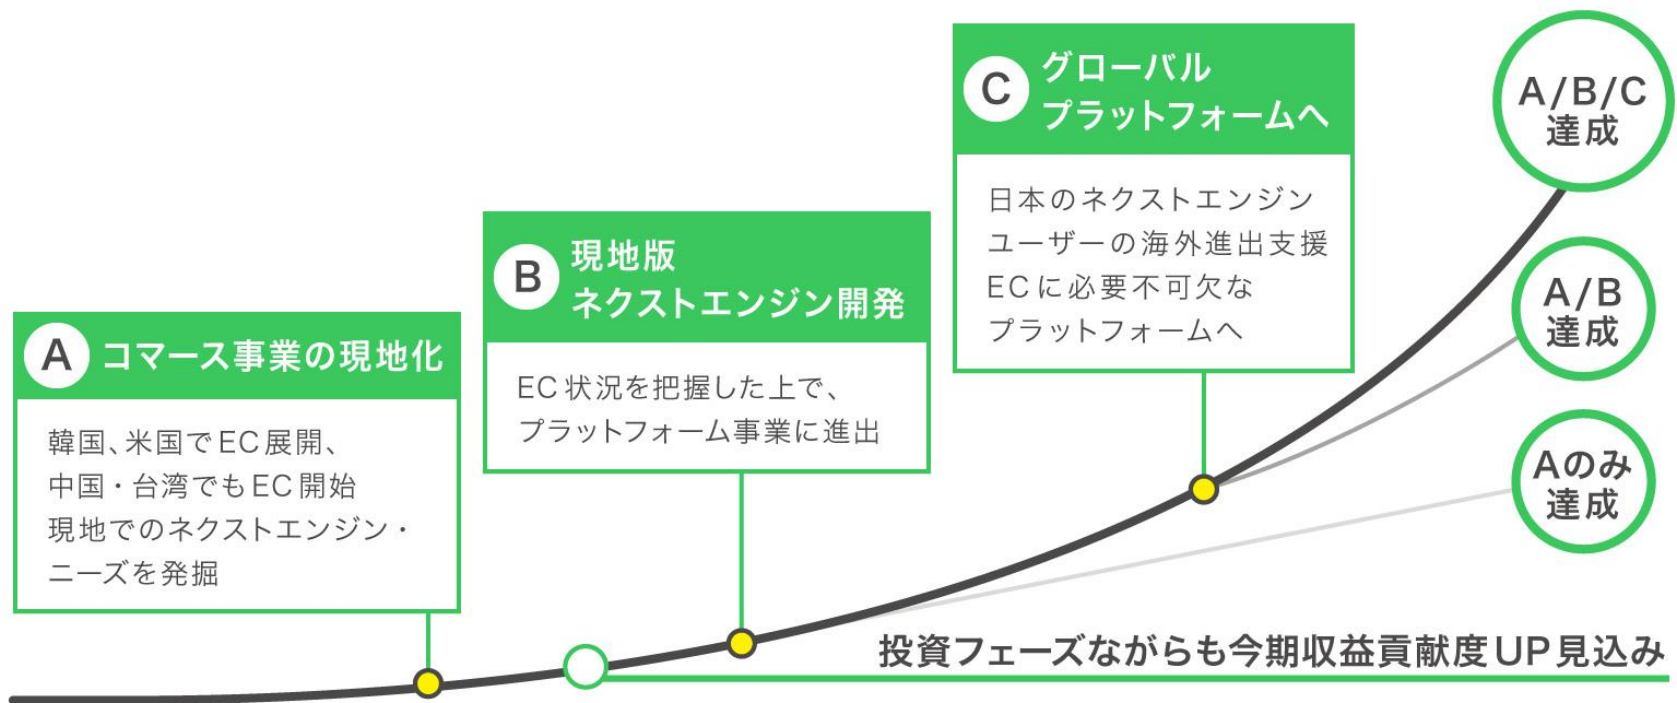 A コマース事業の現地化
韓国、米国でEC展開、
中国・台湾でもEC開始
現地でのネクストエンジン・
ニーズを発掘
B 現地版
ネクストエンジン開発
EC状況を把握した上で、
プラットフォーム事業に進出
C グローバル
プラットフォームへ
日本のネクストエンジン
ユーザーの海外進出支援
ECに必要不可欠な
プラットフォームへ
A/B/C
達成
A/B
達成
Aのみ
達成
投資フェーズながらも今期収益貢献度UP見込み